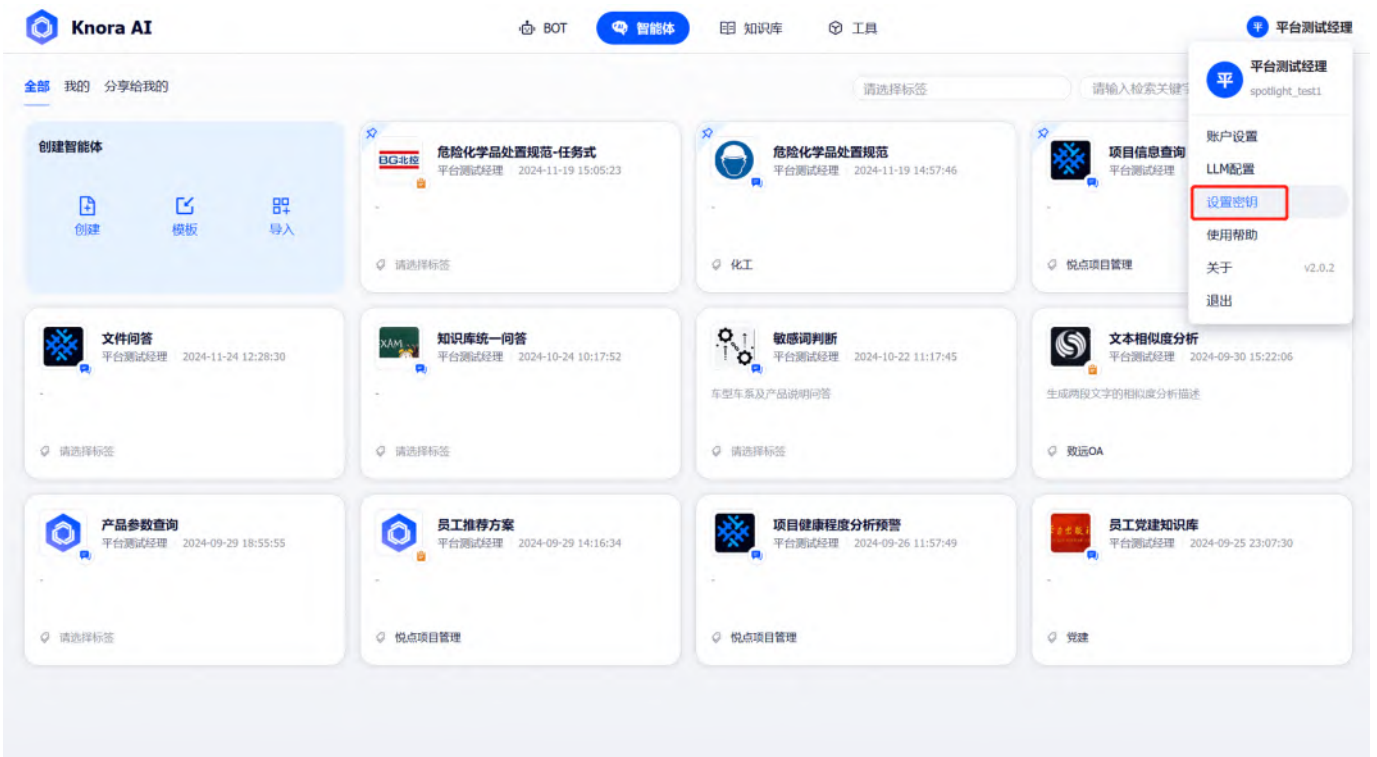 Knora AI
BOT
智能体
知识库
工具
平 平台测试经理
全部 我的 分享给我的
请选择标签
请输入检索关键字
平
平台测试经理
spotlight_test1
账户设置
LLM配置
设置密钥
使用帮助
关于 v2.0.2
退出
创建智能体
创建 模板 导入
BG北控
危险化学品处置规范-任务式
平台测试经理 2024-11-19 15:05:23
-
请选择标签
危险化学品处置规范
平台测试经理 2024-11-19 14:57:46
-
化工
项目信息查询
平台测试经理
-
悦点项目管理
文件问答
平台测试经理 2024-11-24 12:28:30
-
请选择标签
XAM
知识库统一问答
平台测试经理 2024-10-24 10:17:52
-
请选择标签
敏感词判断
平台测试经理 2024-10-22 11:17:45
车型车系及产品说明问答
请选择标签
文本相似度分析
平台测试经理 2024-09-30 15:22:06
生成两段文字的相似度分析描述
致远OA
产品参数查询
平台测试经理 2024-09-29 18:55:55
-
请选择标签
员工推荐方案
平台测试经理 2024-09-29 14:16:34
-
悦点项目管理
项目健康程度分析预警
平台测试经理 2024-09-26 11:57:49
-
悦点项目管理
员工党建知识库
平台测试经理 2024-09-25 23:07:30
-
党建